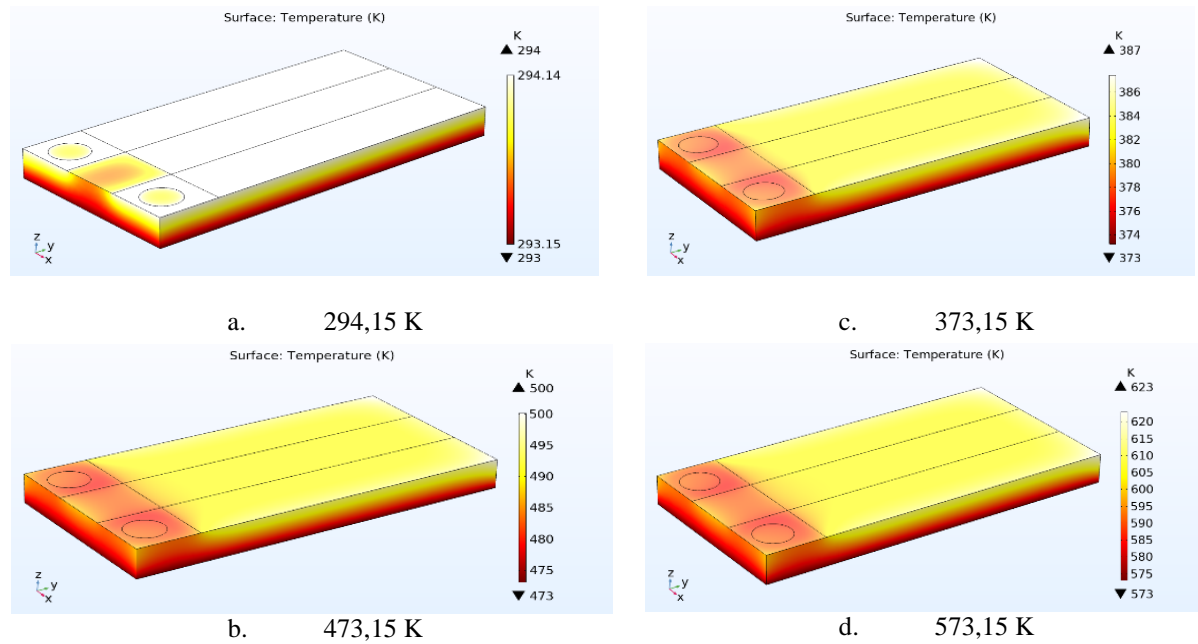 Surface: Temperature (K)
K
294
294.14
293.15
293
z
y
x
a. 294,15 K
Surface: Temperature (K)
K
387
386
384
382
380
378
376
374
373
z
y
x
c. 373,15 K
Surface: Temperature (K)
K
500
500
495
490
485
480
475
473
z
y
x
b. 473,15 K
Surface: Temperature (K)
K
623
620
615
610
605
600
595
590
585
580
575
573
z
y
x
d. 573,15 K